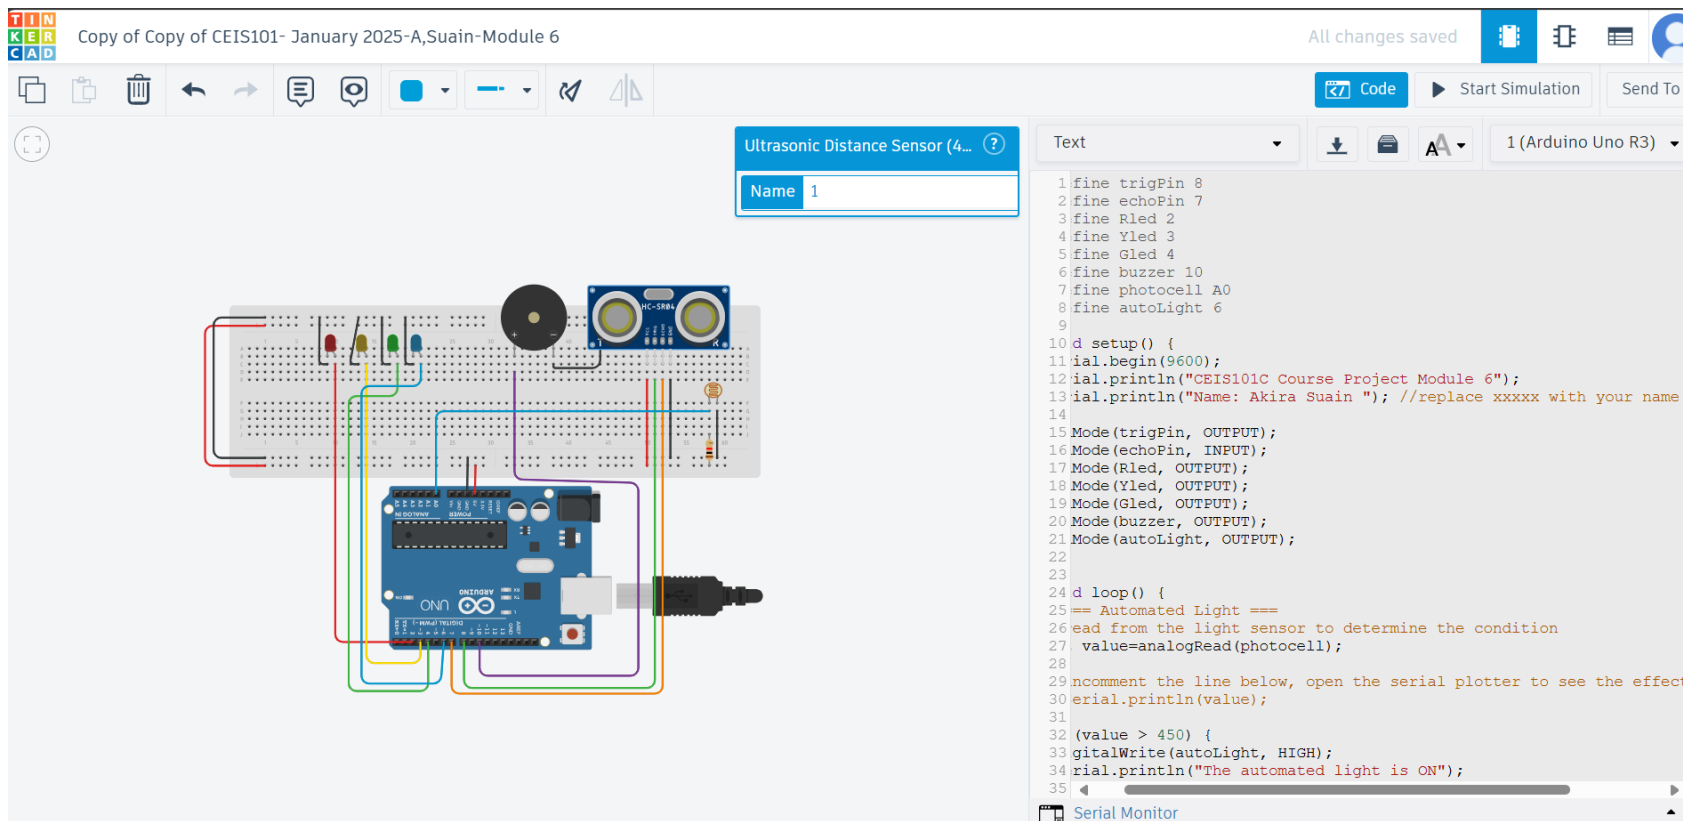 TIN
KER
CAD
Copy of Copy of CEIS101- January 2025-A,Suain-Module 6
All changes saved
Code
Start Simulation
Send To
Ultrasonic Distance Sensor (4...
?
Name
1
Text
AA
1 (Arduino Uno R3)
1 fine trigPin 8
2 fine echoPin 7
3 fine Rled 2
4 fine Yled 3
5 fine Gled 4
6 fine buzzer 10
7 fine photocell A0
8 fine autoLight 6
9
10 d setup() {
11 ial.begin(9600);
12 ial.println("CEIS101C Course Project Module 6");
13 ial.println("Name: Akira Suain "); //replace xxxxx with your name
14
15 Mode(trigPin, OUTPUT);
16 Mode(echoPin, INPUT);
17 Mode(Rled, OUTPUT);
18 Mode(Yled, OUTPUT);
19 Mode(Gled, OUTPUT);
20 Mode(buzzer, OUTPUT);
21 Mode(autoLight, OUTPUT);
22
23
24 d loop() {
25 == Automated Light ===
26 ead from the light sensor to determine the condition
27 value=analogRead(photocell);
28
29 ncomment the line below, open the serial plotter to see the effect
30 erial.println(value);
31
32 (value > 450) {
33 gitalWrite(autoLight, HIGH);
34 rial.println("The automated light is ON");
35
Serial Monitor
HC-SR04
ANALOG IN
POWER
ARDUINO
UNO
DIGITAL (PWM~)